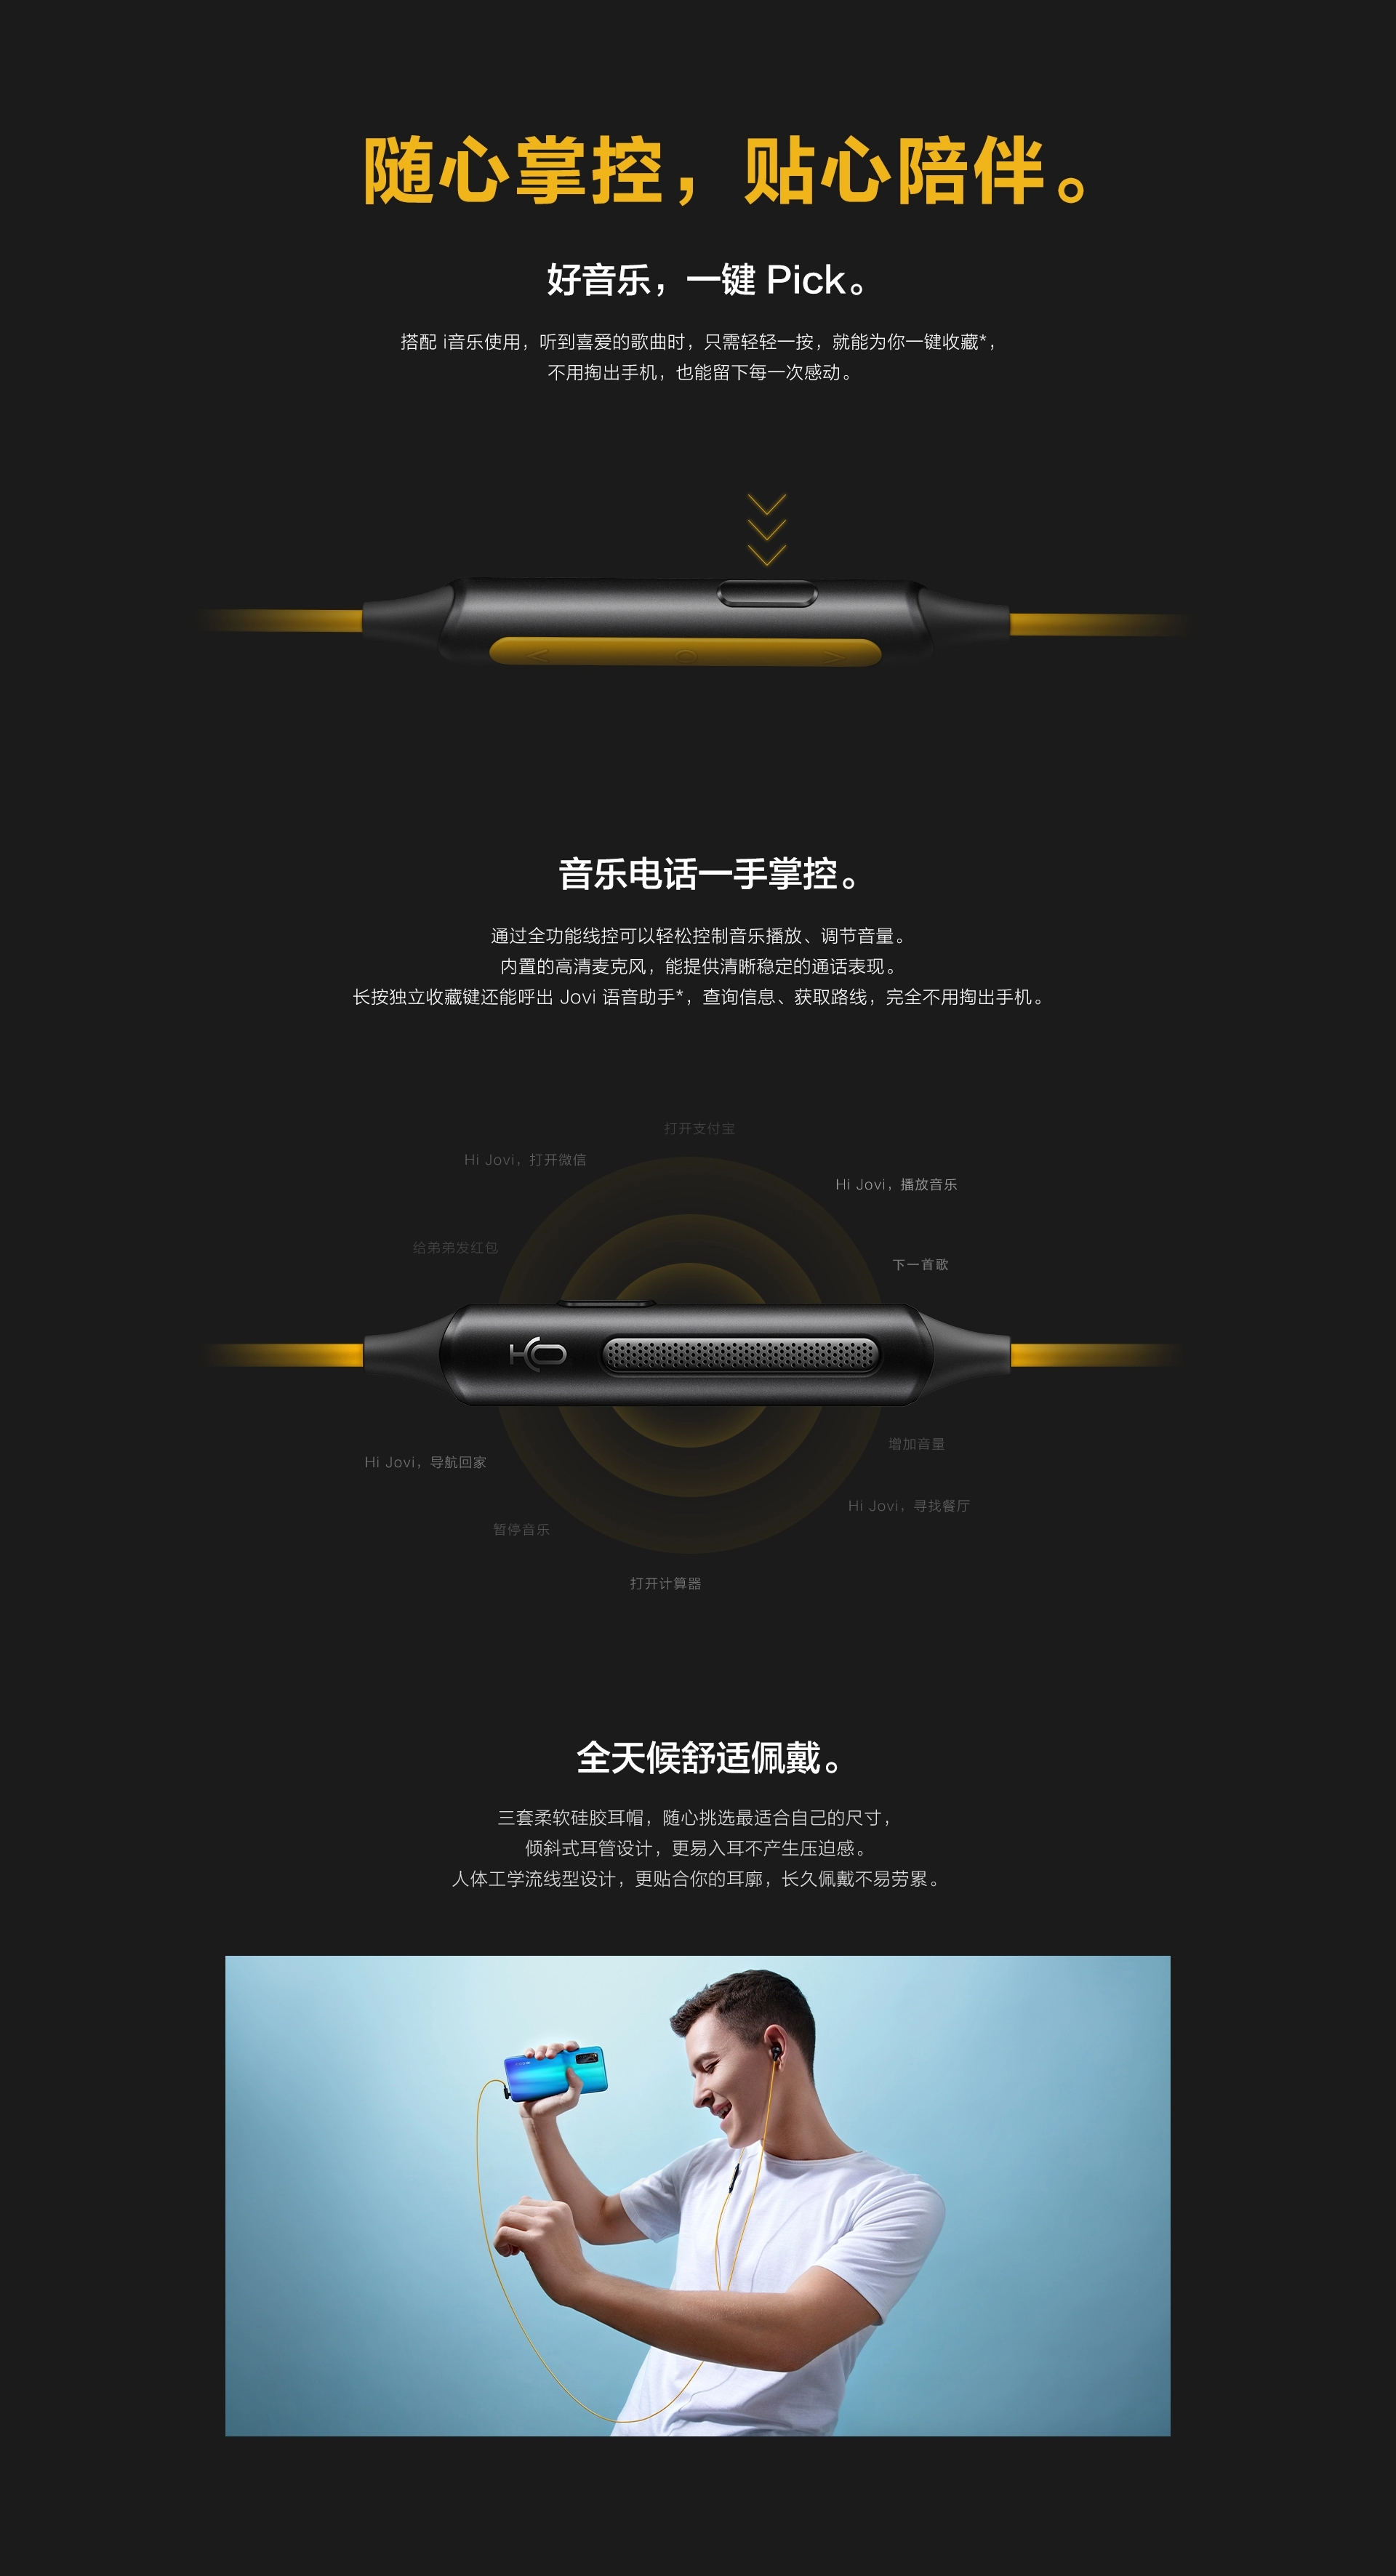 随心掌控，贴心陪伴。
好音乐，一键 Pick。
搭配 i音乐使用，听到喜爱的歌曲时，只需轻轻一按，就能为你一键收藏*，
不用掏出手机，也能留下每一次感动。
音乐电话一手掌控。
通过全功能线控可以轻松控制音乐播放、调节音量。
内置的高清麦克风，能提供清晰稳定的通话表现。
长按独立收藏键还能呼出 Jovi 语音助手*，查询信息、获取路线，完全不用掏出手机。
打开支付宝
Hi Jovi，打开微信
Hi Jovi，播放音乐
给弟弟发红包
下一首歌
增加音量
Hi Jovi，导航回家
Hi Jovi，寻找餐厅
暂停音乐
打开计算器
全天候舒适佩戴。
三套柔软硅胶耳帽，随心挑选最适合自己的尺寸，
倾斜式耳管设计，更易入耳不产生压迫感。
人体工学流线型设计，更贴合你的耳廓，长久佩戴不易劳累。